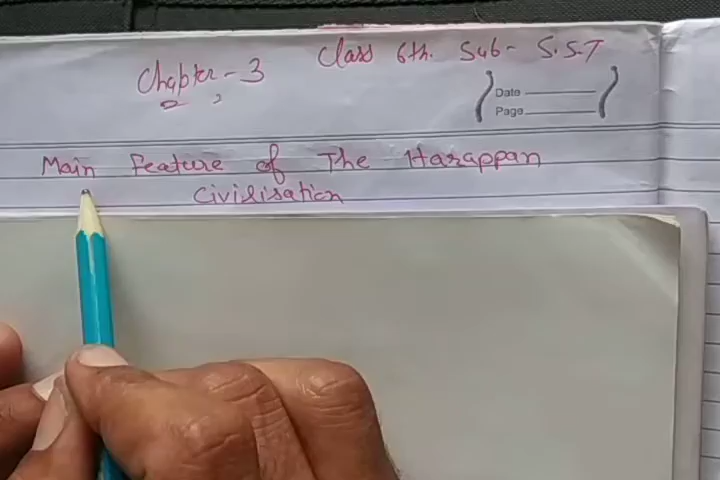 Chapter-3 Class 6th. Sub- S.S.T
Date
Page
Main Feature of The Harappan
Civilisation